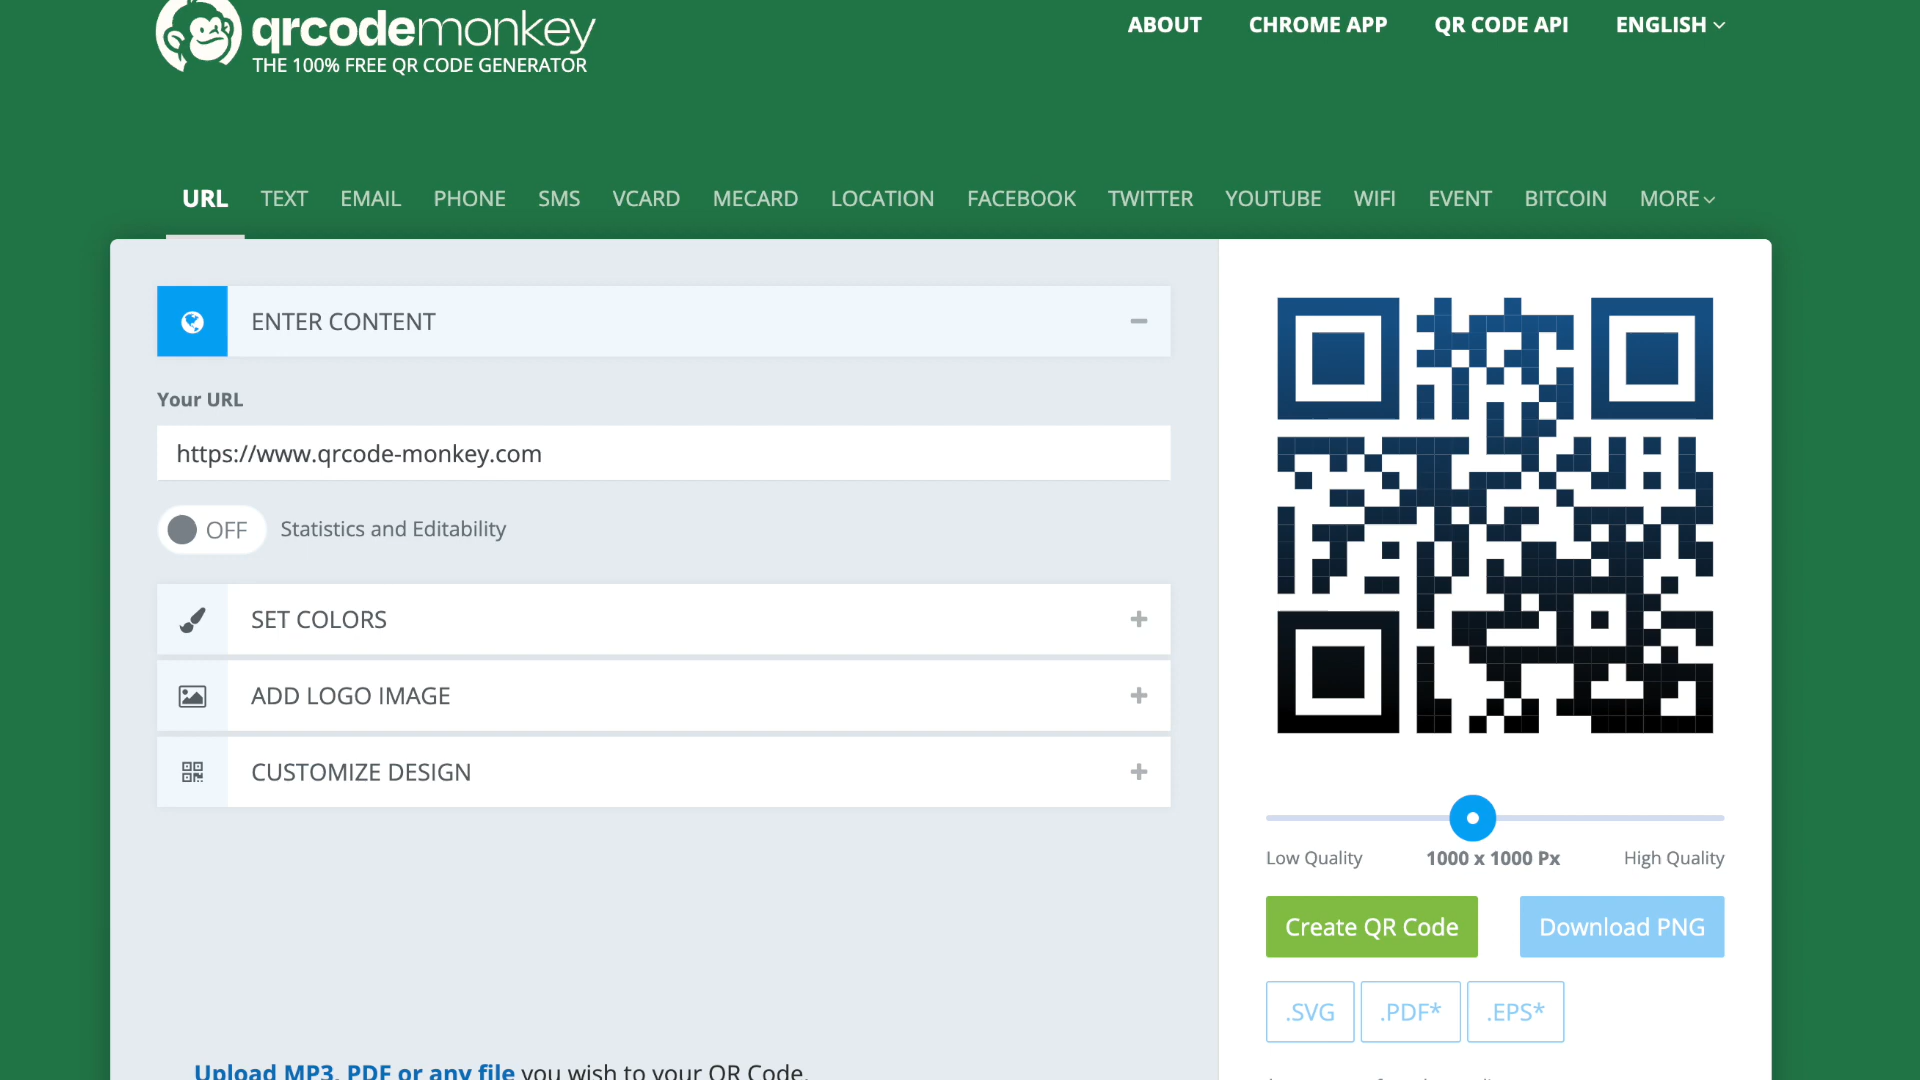 qrcodemonkey
THE 100% FREE QR CODE GENERATOR
ABOUT CHROME APP QR CODE API ENGLISH
URL TEXT EMAIL PHONE SMS VCARD MECARD LOCATION FACEBOOK TWITTER YOUTUBE WIFI EVENT BITCOIN MORE
ENTER CONTENT
Your URL
https://www.qrcode-monkey.com
OFF Statistics and Editability
SET COLORS
ADD LOGO IMAGE
CUSTOMIZE DESIGN
Low Quality 1000 x 1000 Px High Quality
Create QR Code Download PNG
.SVG .PDF* .EPS*
Upload MP3, PDF or any file you wish to your QR Code.